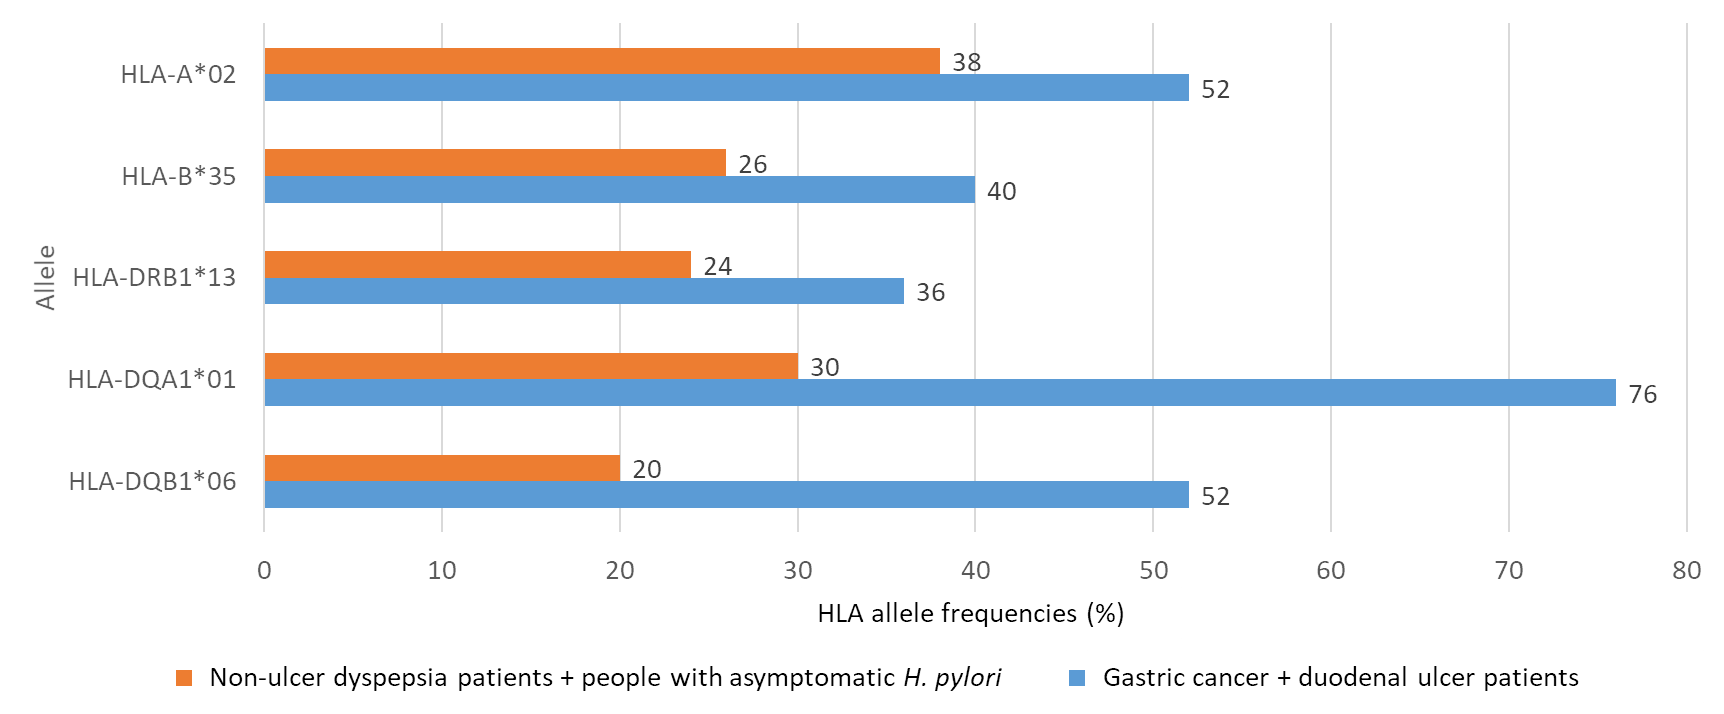 HLA-A*02
38
52
HLA-B*35
26
40
HLA-DRB1*13
24
36
HLA-DQA1*01
30
76
HLA-DQB1*06
20
52
Allele
0 10 20 30 40 50 60 70 80
HLA allele frequencies (%)
Non-ulcer dyspepsia patients + people with asymptomatic H. pylori
Gastric cancer + duodenal ulcer patients